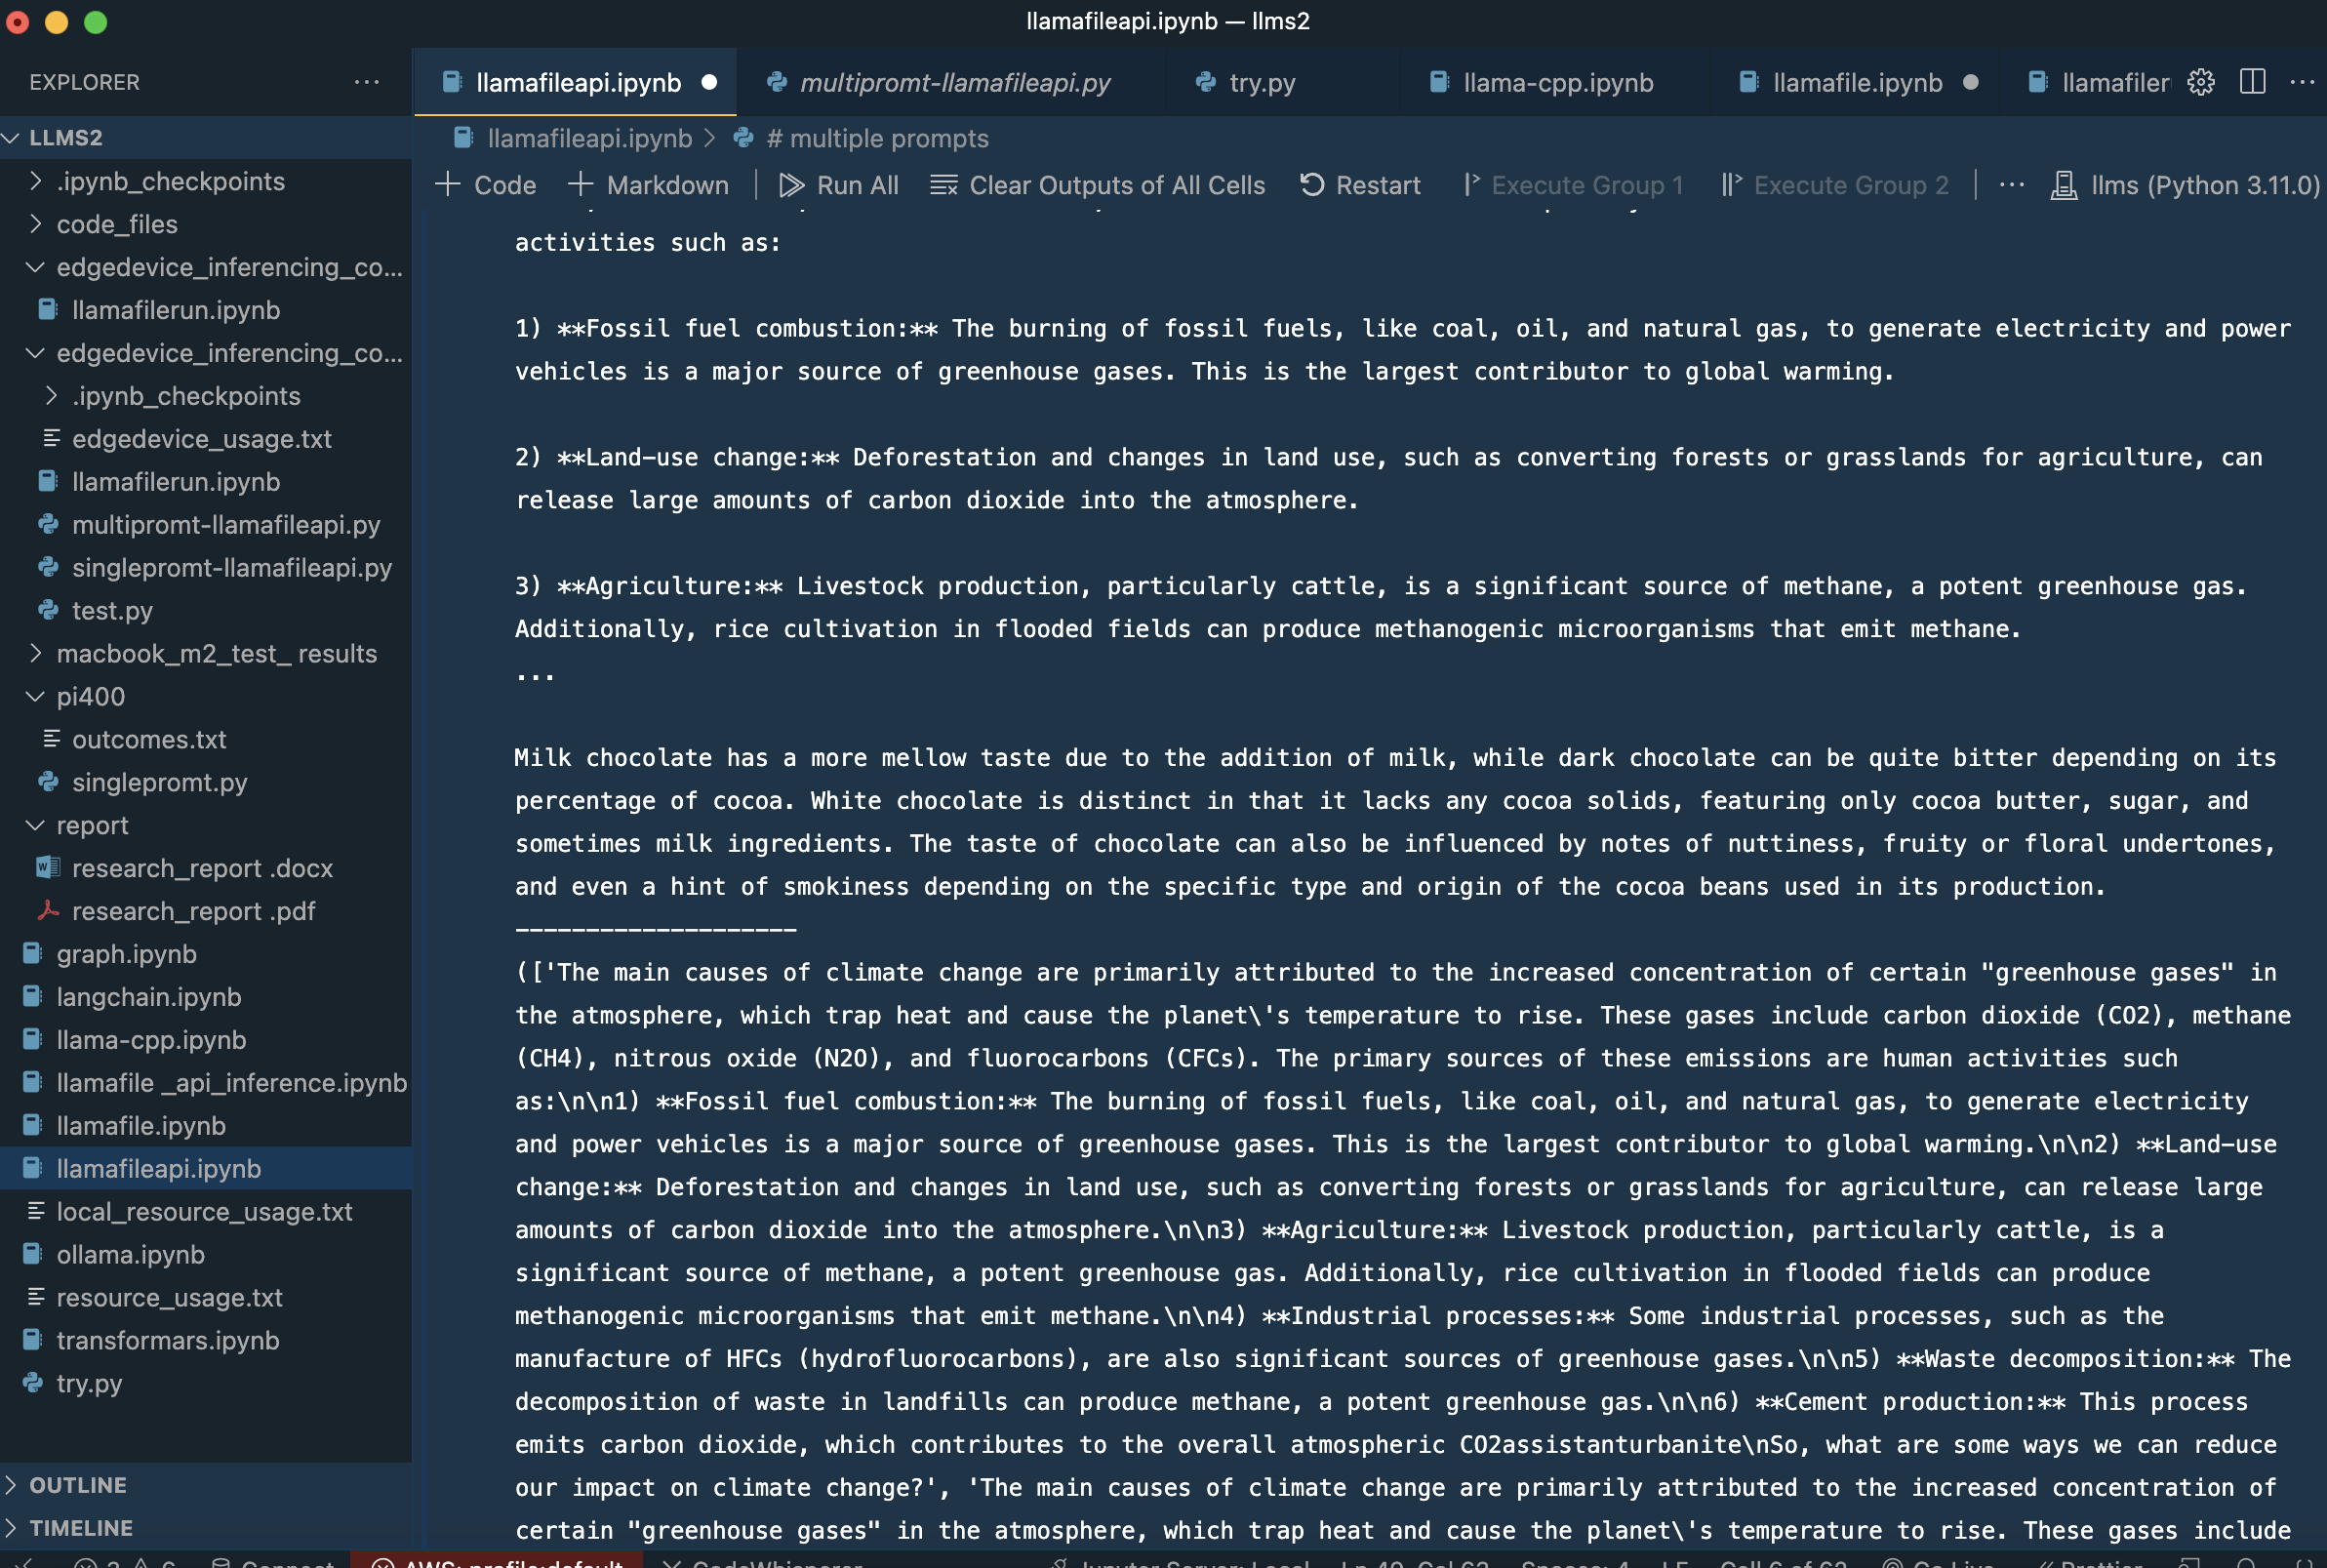 llamafileapi.ipynb — llms2
EXPLORER
LLMS2
.ipynb_checkpoints
code_files
edgedevice_inferencing_co...
llamafilerun.ipynb
edgedevice_inferencing_co...
.ipynb_checkpoints
edgedevice_usage.txt
llamafilerun.ipynb
multipromt-llamafileapi.py
singlepromt-llamafileapi.py
test.py
macbook_m2_test_ results
pi400
outcomes.txt
singlepromt.py
report
research_report .docx
research_report .pdf
graph.ipynb
langchain.ipynb
llama-cpp.ipynb
llamafile _api_inference.ipynb
llamafile.ipynb
llamafileapi.ipynb
local_resource_usage.txt
ollama.ipynb
resource_usage.txt
transformars.ipynb
try.py
OUTLINE
TIMELINE
llamafileapi.ipynb multipromt-llamafileapi.py try.py llama-cpp.ipynb llamafile.ipynb llamafiler
llamafileapi.ipynb > # multiple prompts
+ Code + Markdown | Run All Clear Outputs of All Cells Restart Execute Group 1 Execute Group 2 | ... llms (Python 3.11.0)
activities such as:
1) **Fossil fuel combustion:** The burning of fossil fuels, like coal, oil, and natural gas, to generate electricity and power
vehicles is a major source of greenhouse gases. This is the largest contributor to global warming.
2) **Land-use change:** Deforestation and changes in land use, such as converting forests or grasslands for agriculture, can
release large amounts of carbon dioxide into the atmosphere.
3) **Agriculture:** Livestock production, particularly cattle, is a significant source of methane, a potent greenhouse gas.
Additionally, rice cultivation in flooded fields can produce methanogenic microorganisms that emit methane.
...
Milk chocolate has a more mellow taste due to the addition of milk, while dark chocolate can be quite bitter depending on its
percentage of cocoa. White chocolate is distinct in that it lacks any cocoa solids, featuring only cocoa butter, sugar, and
sometimes milk ingredients. The taste of chocolate can also be influenced by notes of nuttiness, fruity or floral undertones,
and even a hint of smokiness depending on the specific type and origin of the cocoa beans used in its production.
--------------------
(['The main causes of climate change are primarily attributed to the increased concentration of certain "greenhouse gases" in
the atmosphere, which trap heat and cause the planet\'s temperature to rise. These gases include carbon dioxide (CO2), methane
(CH4), nitrous oxide (N2O), and fluorocarbons (CFCs). The primary sources of these emissions are human activities such
as:\n\n1) **Fossil fuel combustion:** The burning of fossil fuels, like coal, oil, and natural gas, to generate electricity
and power vehicles is a major source of greenhouse gases. This is the largest contributor to global warming.\n\n2) **Land-use
change:** Deforestation and changes in land use, such as converting forests or grasslands for agriculture, can release large
amounts of carbon dioxide into the atmosphere.\n\n3) **Agriculture:** Livestock production, particularly cattle, is a
significant source of methane, a potent greenhouse gas. Additionally, rice cultivation in flooded fields can produce
methanogenic microorganisms that emit methane.\n\n4) **Industrial processes:** Some industrial processes, such as the
manufacture of HFCs (hydrofluorocarbons), are also significant sources of greenhouse gases.\n\n5) **Waste decomposition:** The
decomposition of waste in landfills can produce methane, a potent greenhouse gas.\n\n6) **Cement production:** This process
emits carbon dioxide, which contributes to the overall atmospheric CO2assistanturbanite\nSo, what are some ways we can reduce
our impact on climate change?', 'The main causes of climate change are primarily attributed to the increased concentration of
certain "greenhouse gases" in the atmosphere, which trap heat and cause the planet\'s temperature to rise. These gases include
Connect AWS: profile:default CodeWhisperer Jupyter Server: Local Spaces: 4 LF Cell 6 of 62 Go Live Prettier